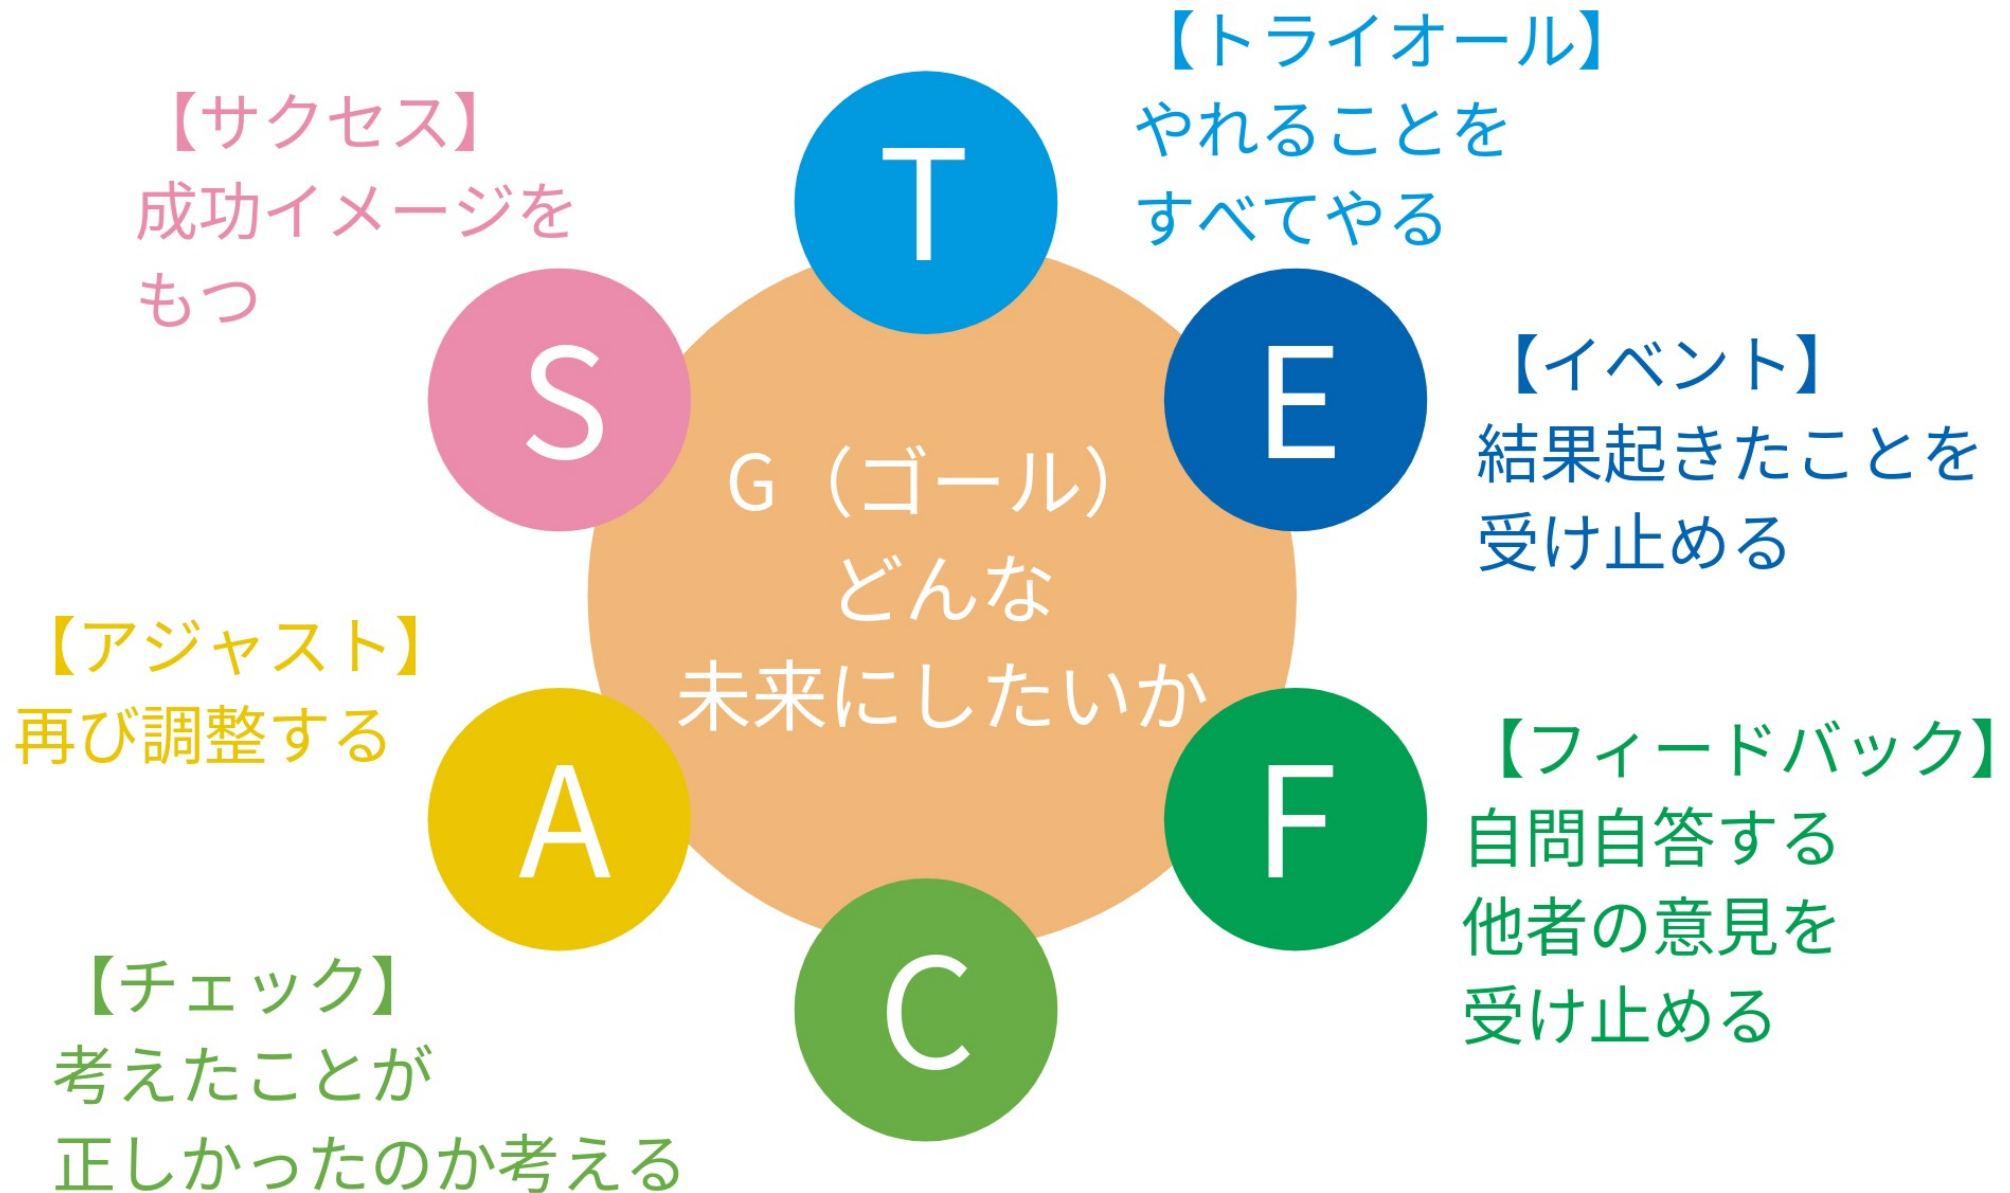 【トライオール】
やれることを
すべてやる
T
【サクセス】
成功イメージを
もつ
S
E
【イベント】
結果起きたことを
受け止める
G（ゴール）
どんな
未来にしたいか
【アジャスト】
再び調整する
A
F
【フィードバック】
自問自答する
他者の意見を
受け止める
C
【チェック】
考えたことが
正しかったのか考える